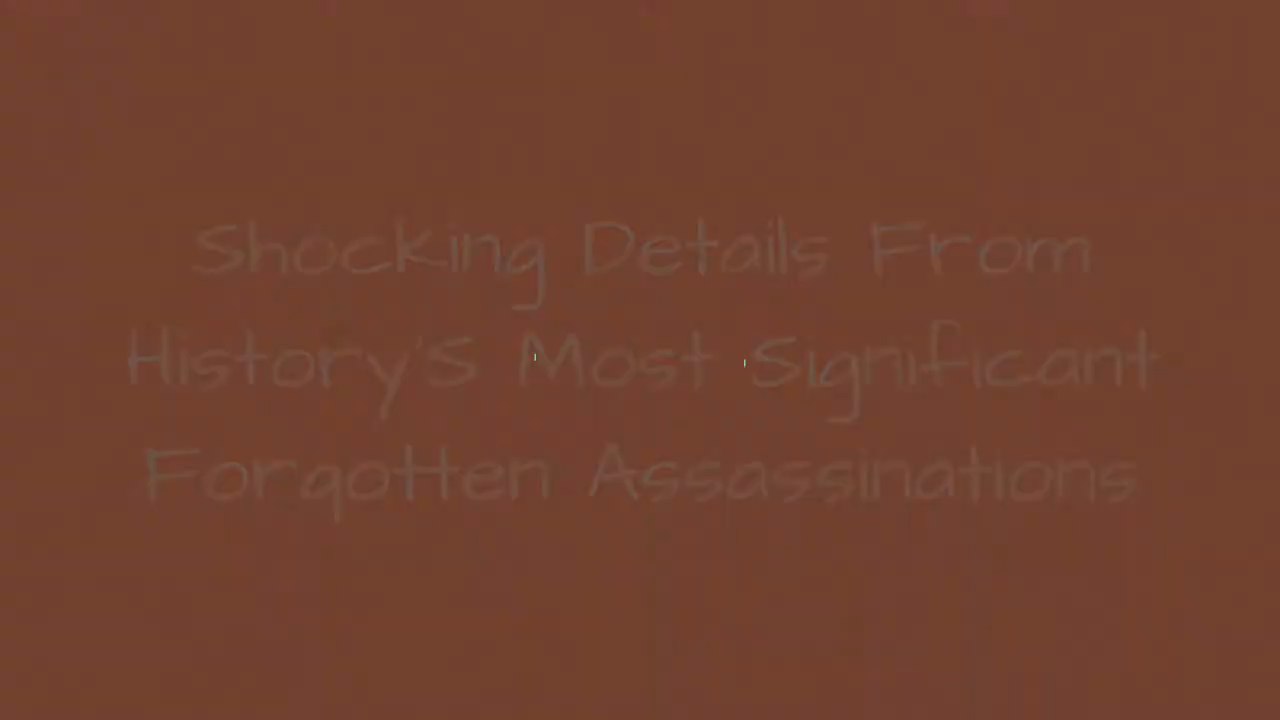 Shocking Details From
History'S Most Significant
Forgotten Assassinations